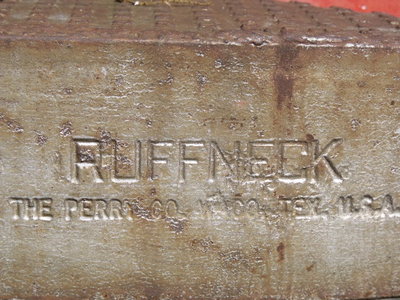 RUFFNECK
THE PERRY CO. WACO, TEX. U.S.A.